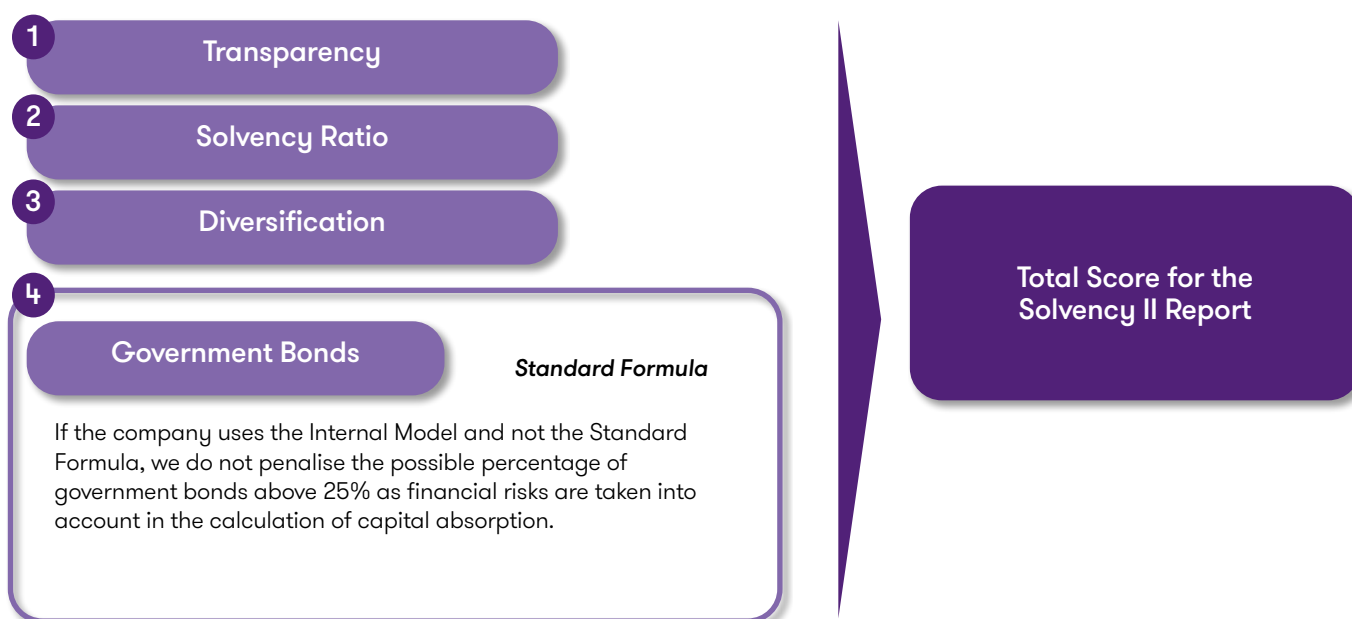 1
Transparency
2
Solvency Ratio
3
Diversification
4
Government Bonds
Standard Formula
If the company uses the Internal Model and not the Standard
Formula, we do not penalise the possible percentage of
government bonds above 25% as financial risks are taken into
account in the calculation of capital absorption.
Total Score for the
Solvency II Report